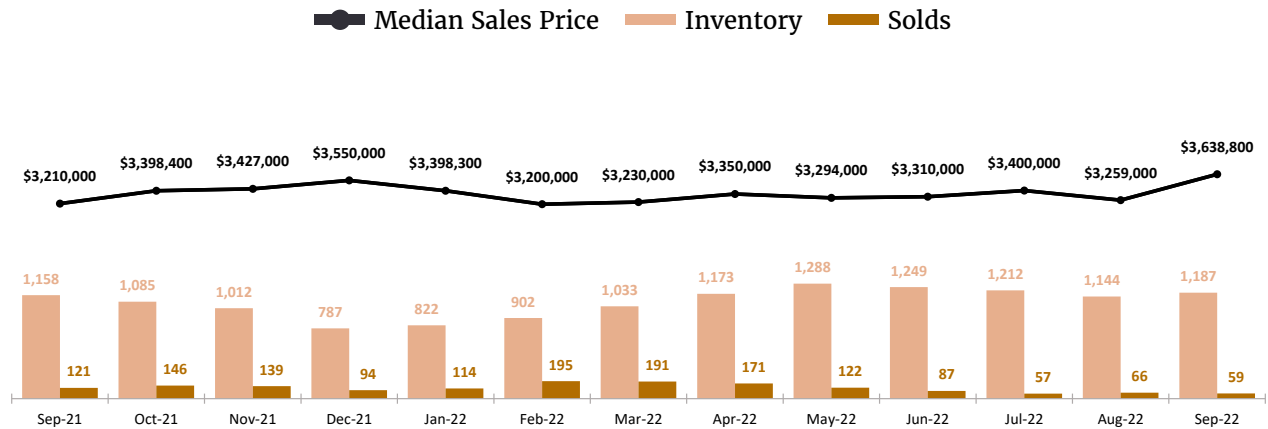 Median Sales Price Inventory Solds
$3,210,000 $3,398,400 $3,427,000 $3,550,000 $3,398,300 $3,200,000 $3,230,000 $3,350,000 $3,294,000 $3,310,000 $3,400,000 $3,259,000 $3,638,800
1,158 1,085 1,012 787 822 902 1,033 1,173 1,288 1,249 1,212 1,144 1,187
121 146 139 94 114 195 191 171 122 87 57 66 59
Sep-21 Oct-21 Nov-21 Dec-21 Jan-22 Feb-22 Mar-22 Apr-22 May-22 Jun-22 Jul-22 Aug-22 Sep-22